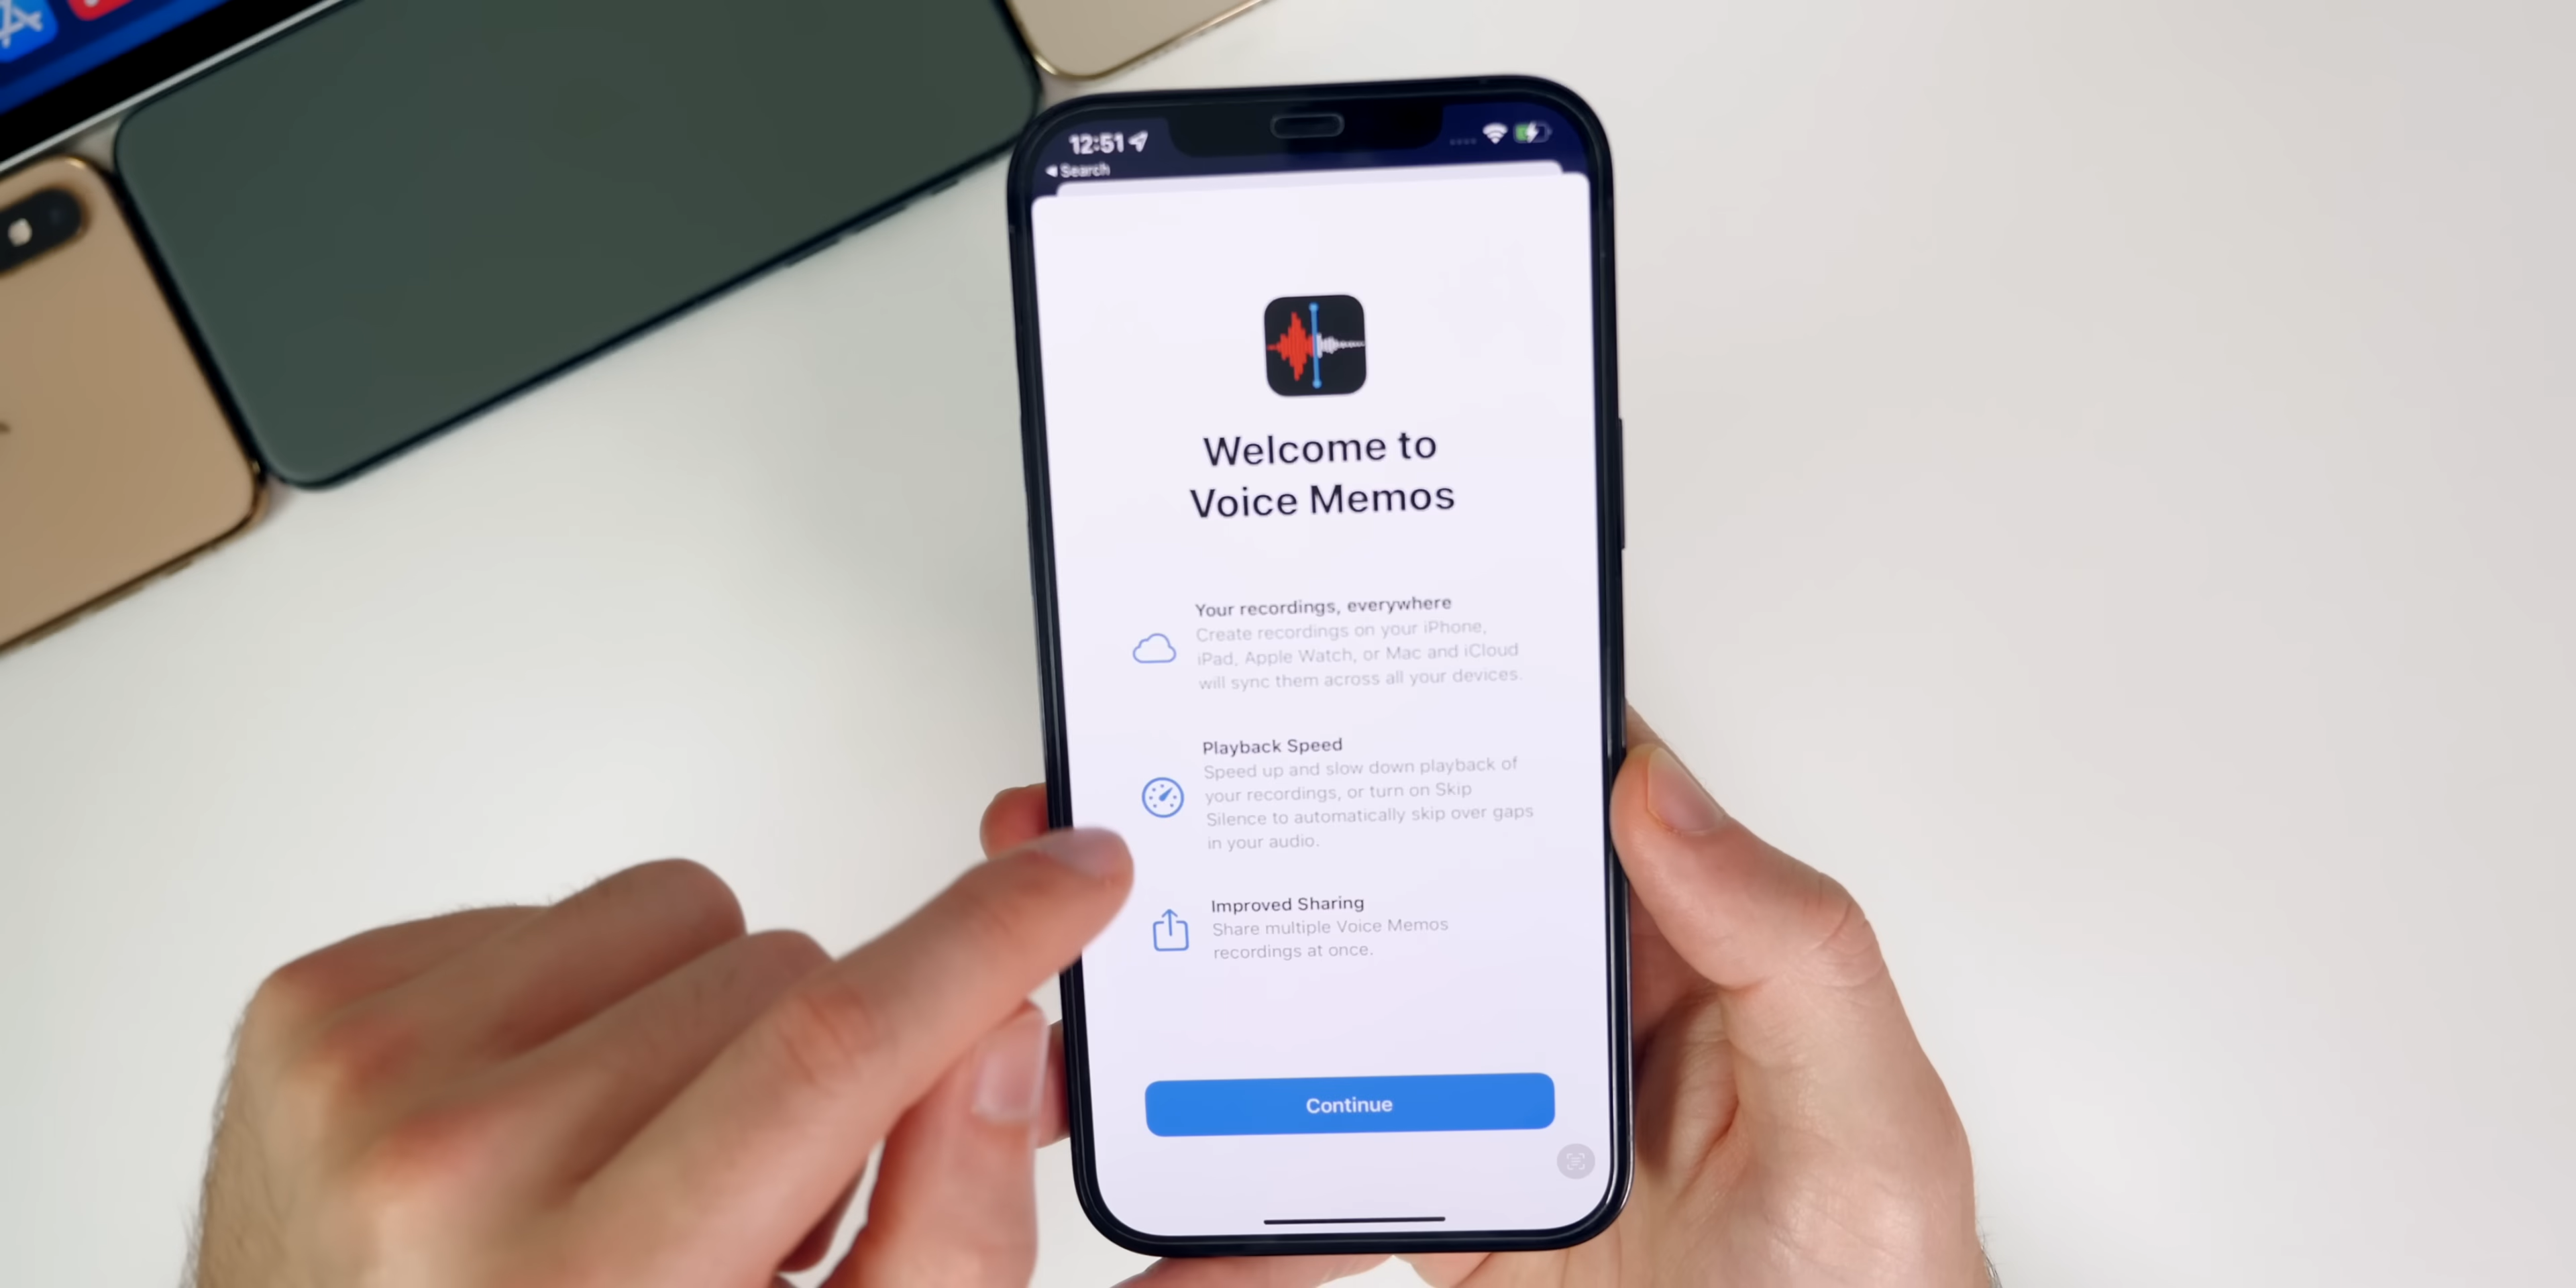 12:51
Search
Welcome to
Voice Memos
Your recordings, everywhere
Create recordings on your iPhone,
iPad, Apple Watch, or Mac and iCloud
will sync them across all your devices.
Playback Speed
Speed up and slow down playback of
your recordings, or turn on Skip
Silence to automatically skip over gaps
in your audio.
Improved Sharing
Share multiple Voice Memos
recordings at once.
Continue